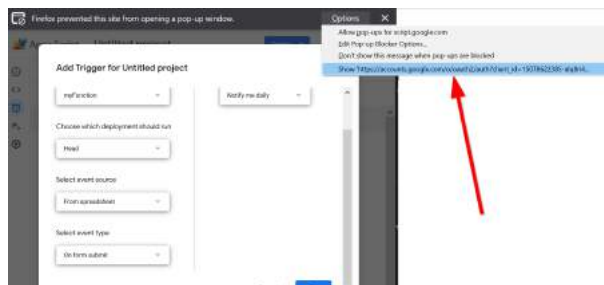 Firefox prevented this site from opening a pop-up window.
Options
Allow pop-ups for script.google.com
Edit Pop-up Blocker Options...
Don't show this message when pop-ups are blocked
Untitled project
Add Trigger for Untitled project
myFunction
Notify me daily
Choose which deployment should run
Head
Select event source
From spreadsheet
Select event type
On form submit